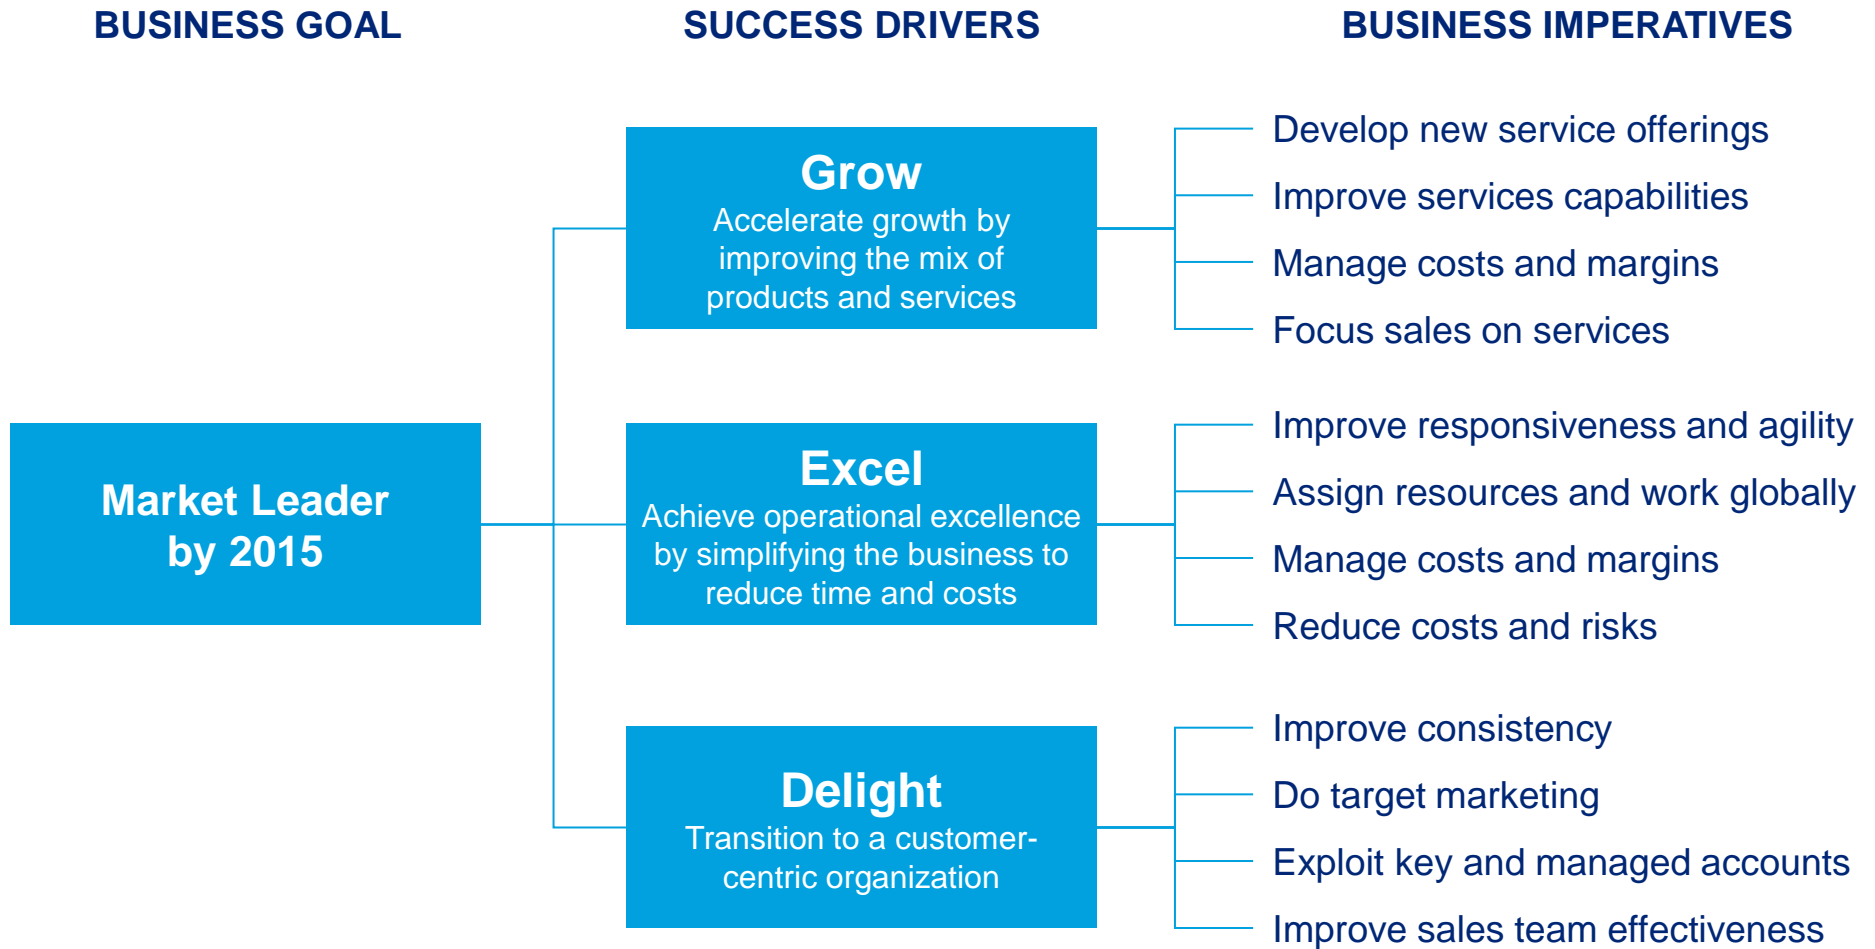 BUSINESS GOAL
SUCCESS DRIVERS
BUSINESS IMPERATIVES
Market Leader
by 2015
Grow
Accelerate growth by
improving the mix of
products and services
Develop new service offerings
Improve services capabilities
Manage costs and margins
Focus sales on services
Excel
Achieve operational excellence
by simplifying the business to
reduce time and costs
Improve responsiveness and agility
Assign resources and work globally
Manage costs and margins
Reduce costs and risks
Delight
Transition to a customer-
centric organization
Improve consistency
Do target marketing
Exploit key and managed accounts
Improve sales team effectiveness